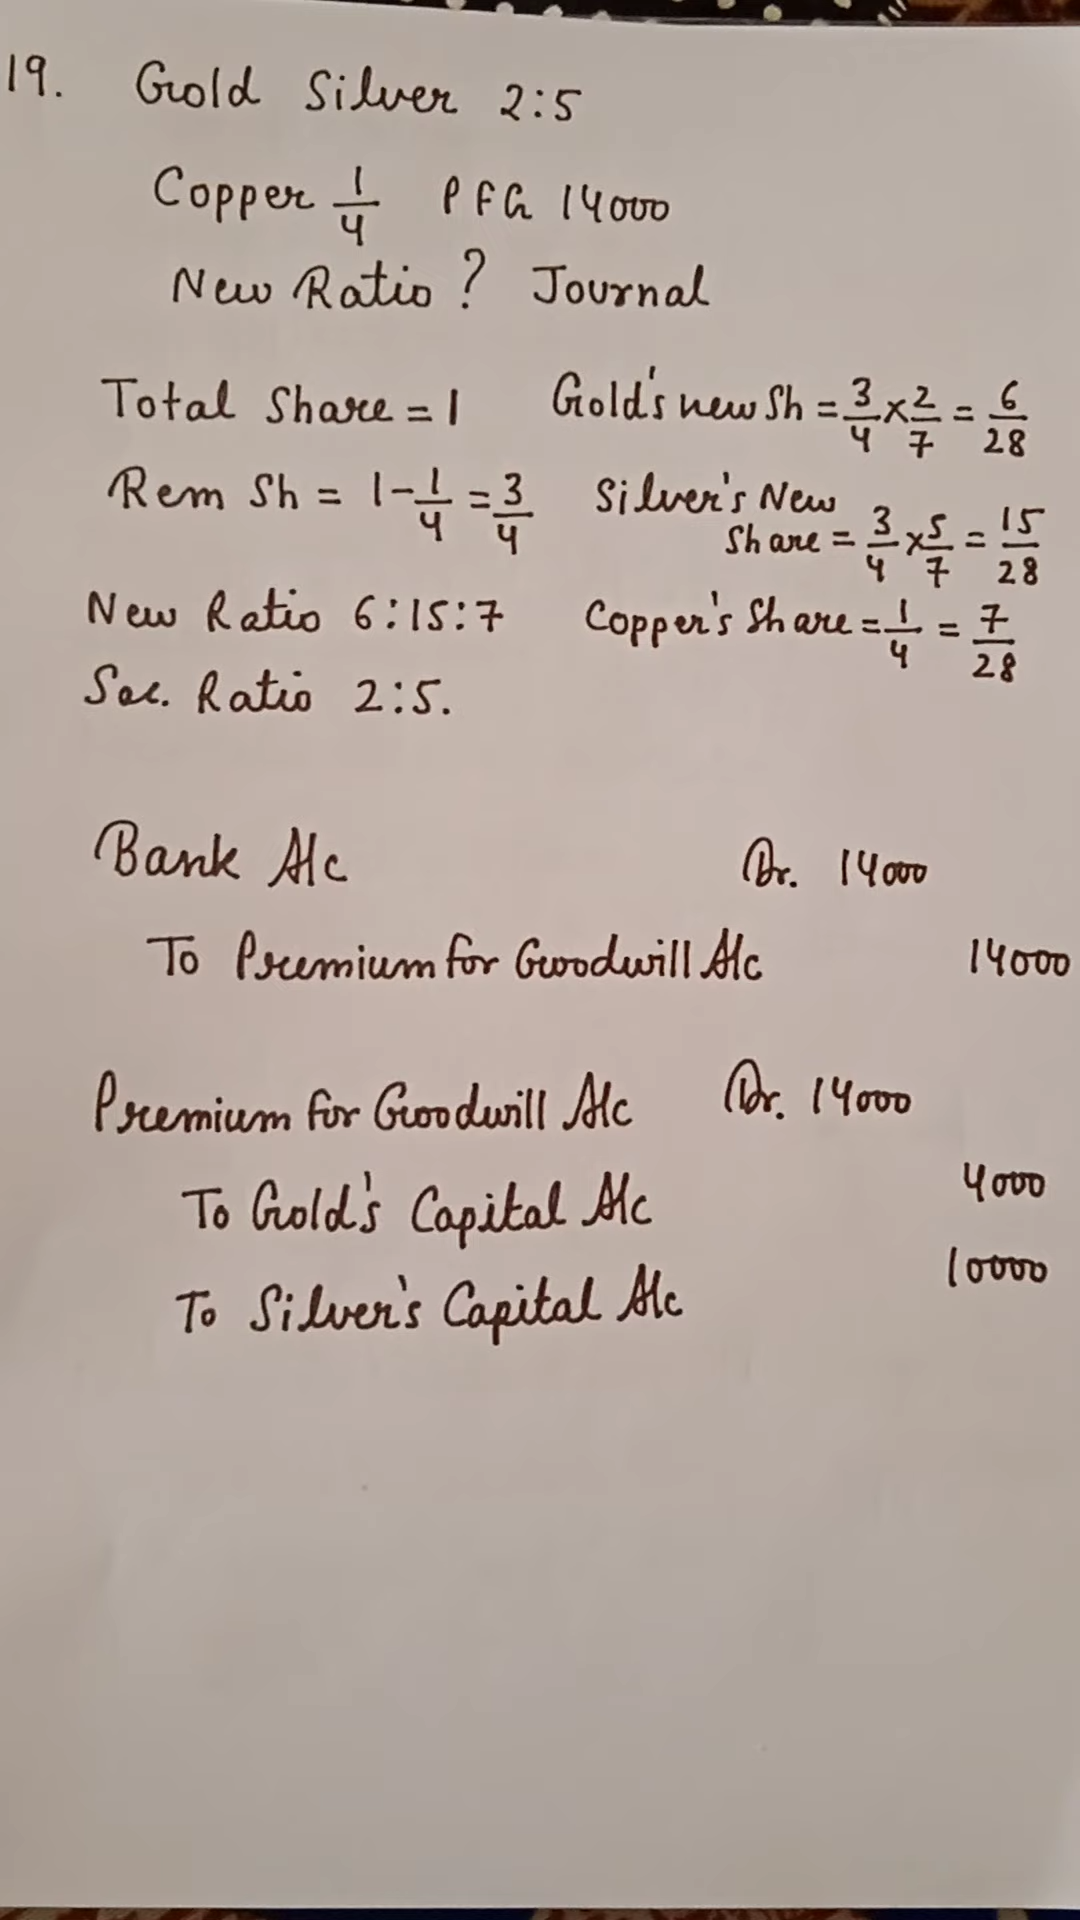 19. Gold Silver 2:5
Copper 1/4 PFG 14000
New Ratio? Journal
Total Share = 1
Rem Sh = 1-1/4 = 3/4
New Ratio 6:15:7
Sac. Ratio 2:5.
Gold's new Sh = 3/4 x 2/7 = 6/28
Silver's New
Share = 3/4 x 5/7 = 15/28
Copper's Share = 1/4 = 7/28
Bank A/c Dr. 14000
To Premium for Goodwill A/c 14000
Premium for Goodwill A/c Dr. 14000
To Gold's Capital A/c 4000
To Silver's Capital A/c 10000